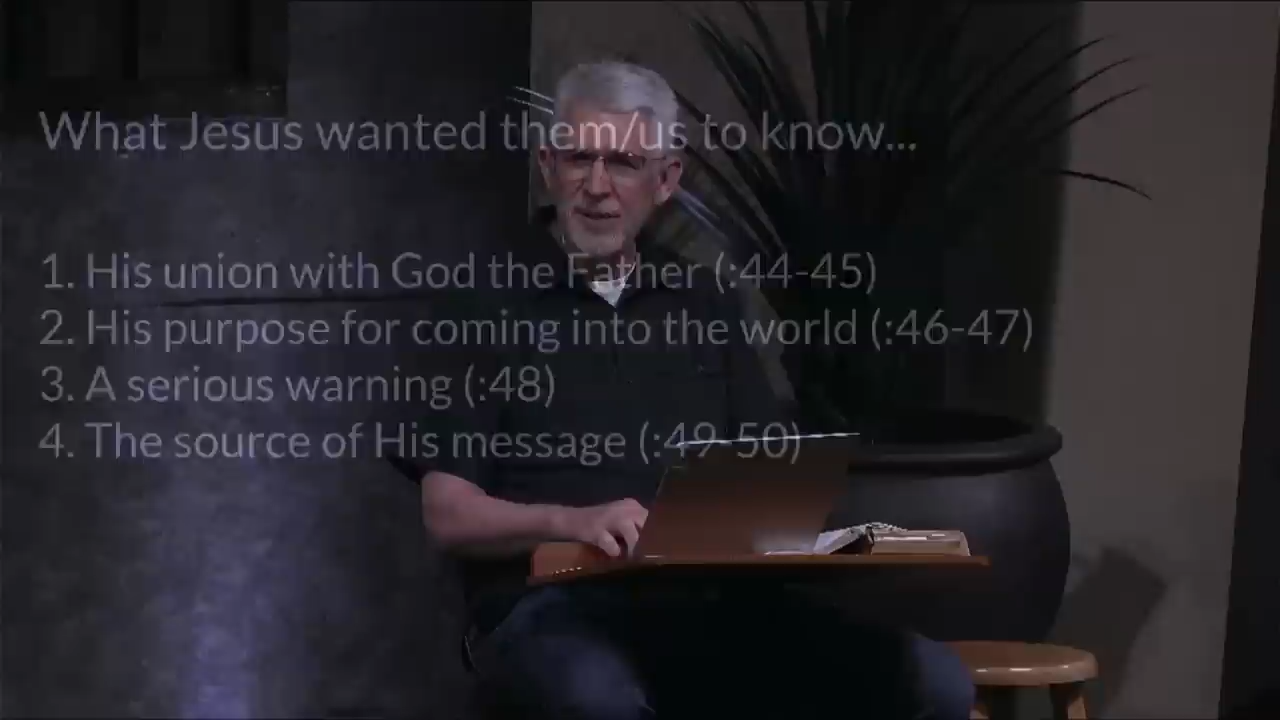 What Jesus wanted them/us to know...
1. His union with God the Father (:44-45)
2. His purpose for coming into the world (:46-47)
3. A serious warning (:48)
4. The source of His message (:49-50)